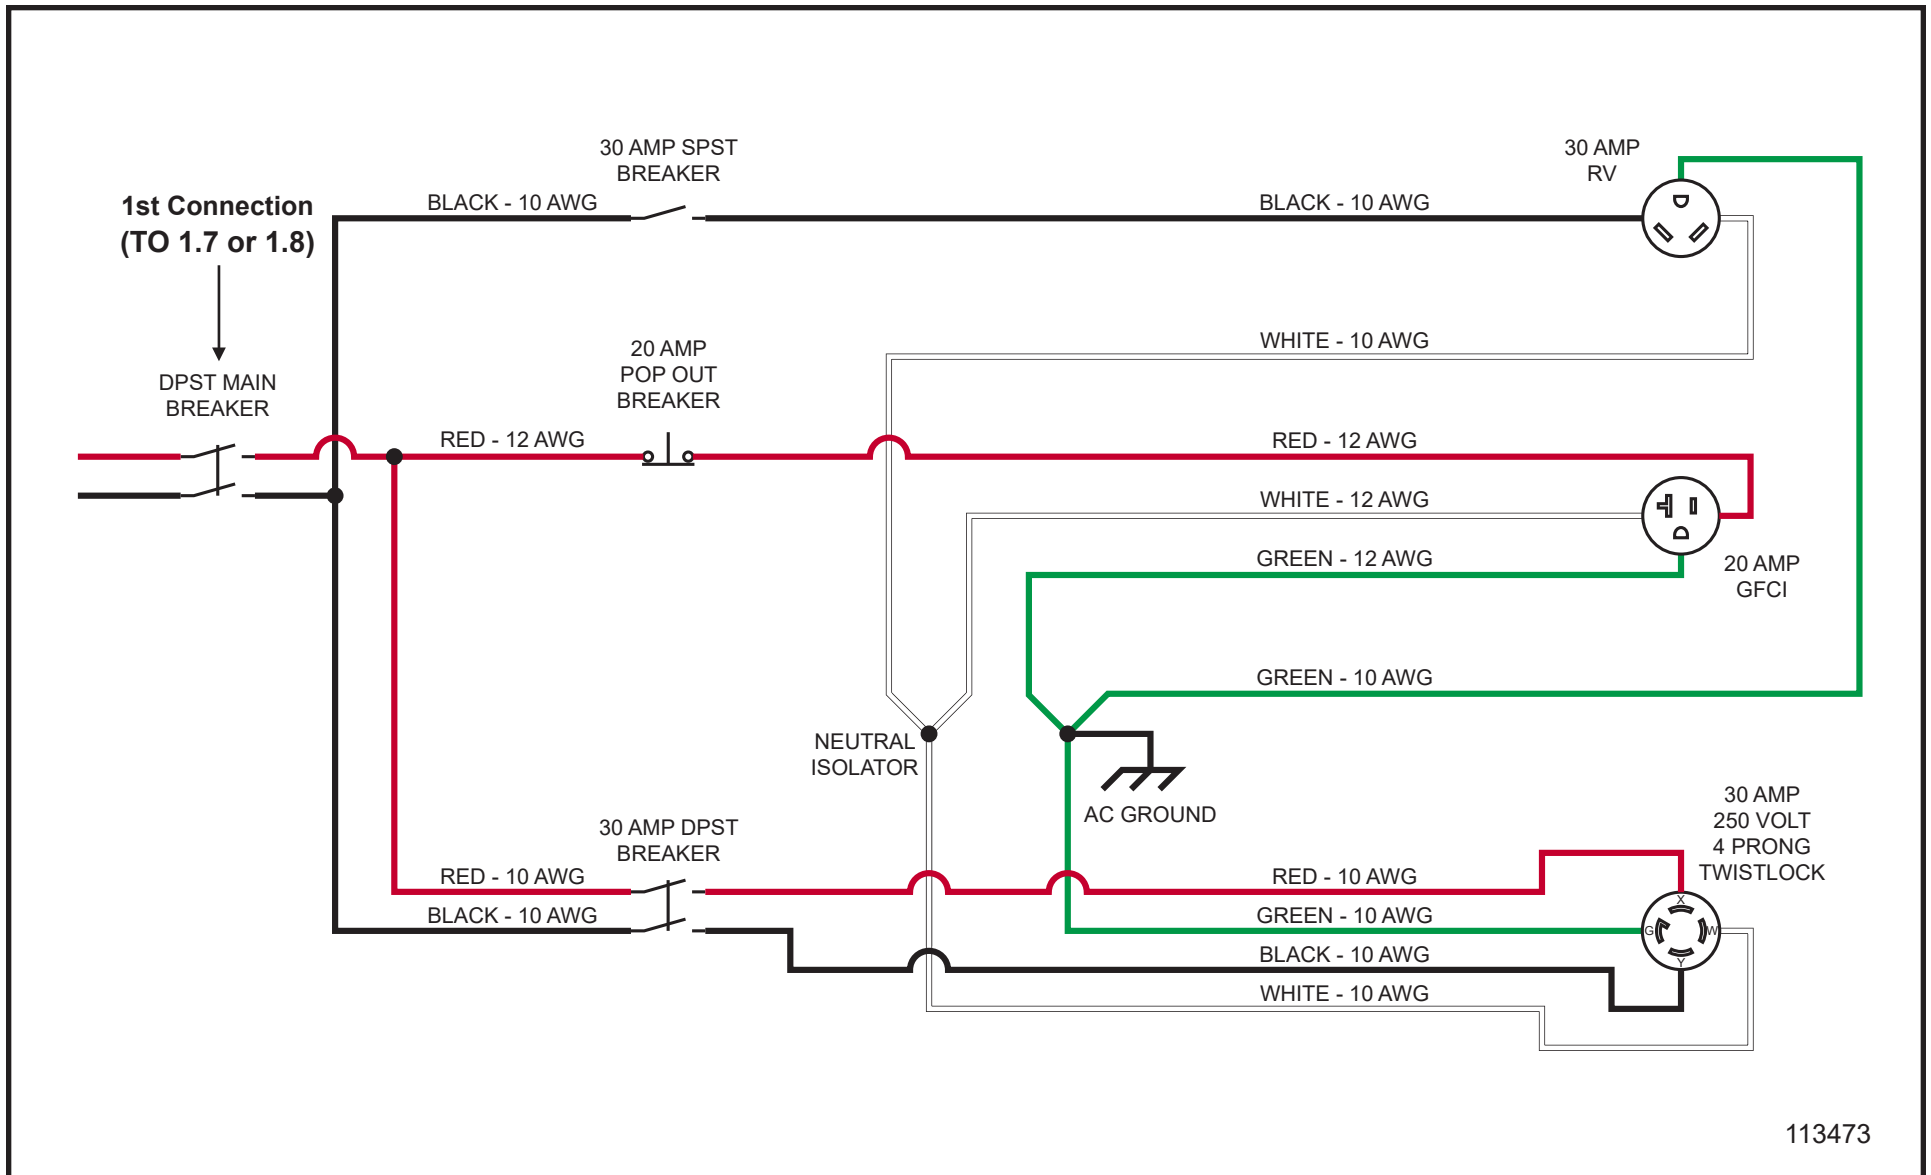 30 AMP SPST
BREAKER
30 AMP
RV
1st Connection
(TO 1.7 or 1.8)
BLACK - 10 AWG
BLACK - 10 AWG
WHITE - 10 AWG
20 AMP
POP OUT
BREAKER
DPST MAIN
BREAKER
RED - 12 AWG
RED - 12 AWG
WHITE - 12 AWG
GREEN - 12 AWG
20 AMP
GFCI
GREEN - 10 AWG
NEUTRAL
ISOLATOR
AC GROUND
30 AMP
250 VOLT
4 PRONG
TWISTLOCK
30 AMP DPST
BREAKER
RED - 10 AWG
RED - 10 AWG
BLACK - 10 AWG
GREEN - 10 AWG
BLACK - 10 AWG
WHITE - 10 AWG
X
G
W
Y
113473